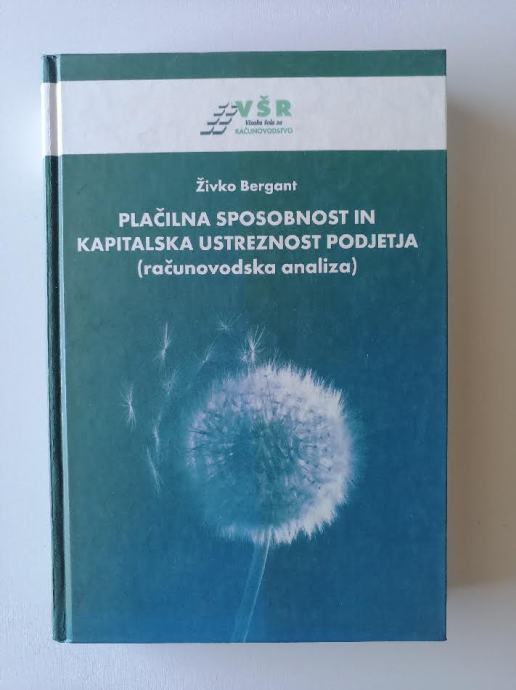 VŠR
Visoka šola za
RAČUNOVODSTVO
Živko Bergant
PLAČILNA SPOSOBNOST IN
KAPITALSKA USTREZNOST PODJETJA
(računovodska analiza)